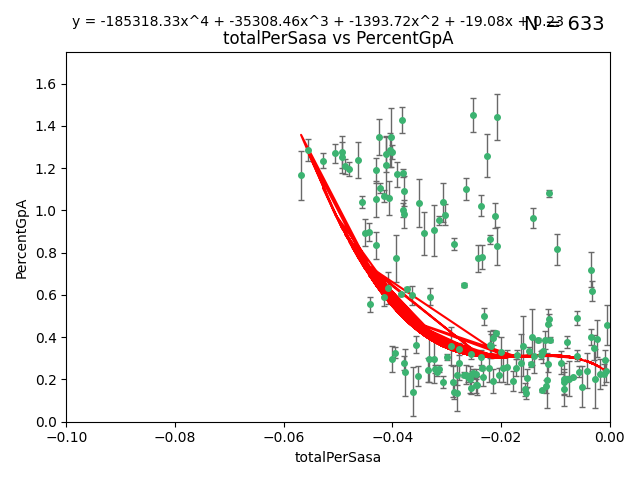 y = -185318.33x^4 + -35308.46x^3 + -1393.72x^2 + -19.08x + 0.23
N = 633
totalPerSasa vs PercentGpA
1.6
1.4
1.2
1.0
0.8
0.6
0.4
0.2
0.0
PercentGpA
−0.10 −0.08 −0.06 −0.04 −0.02 0.00
totalPerSasa